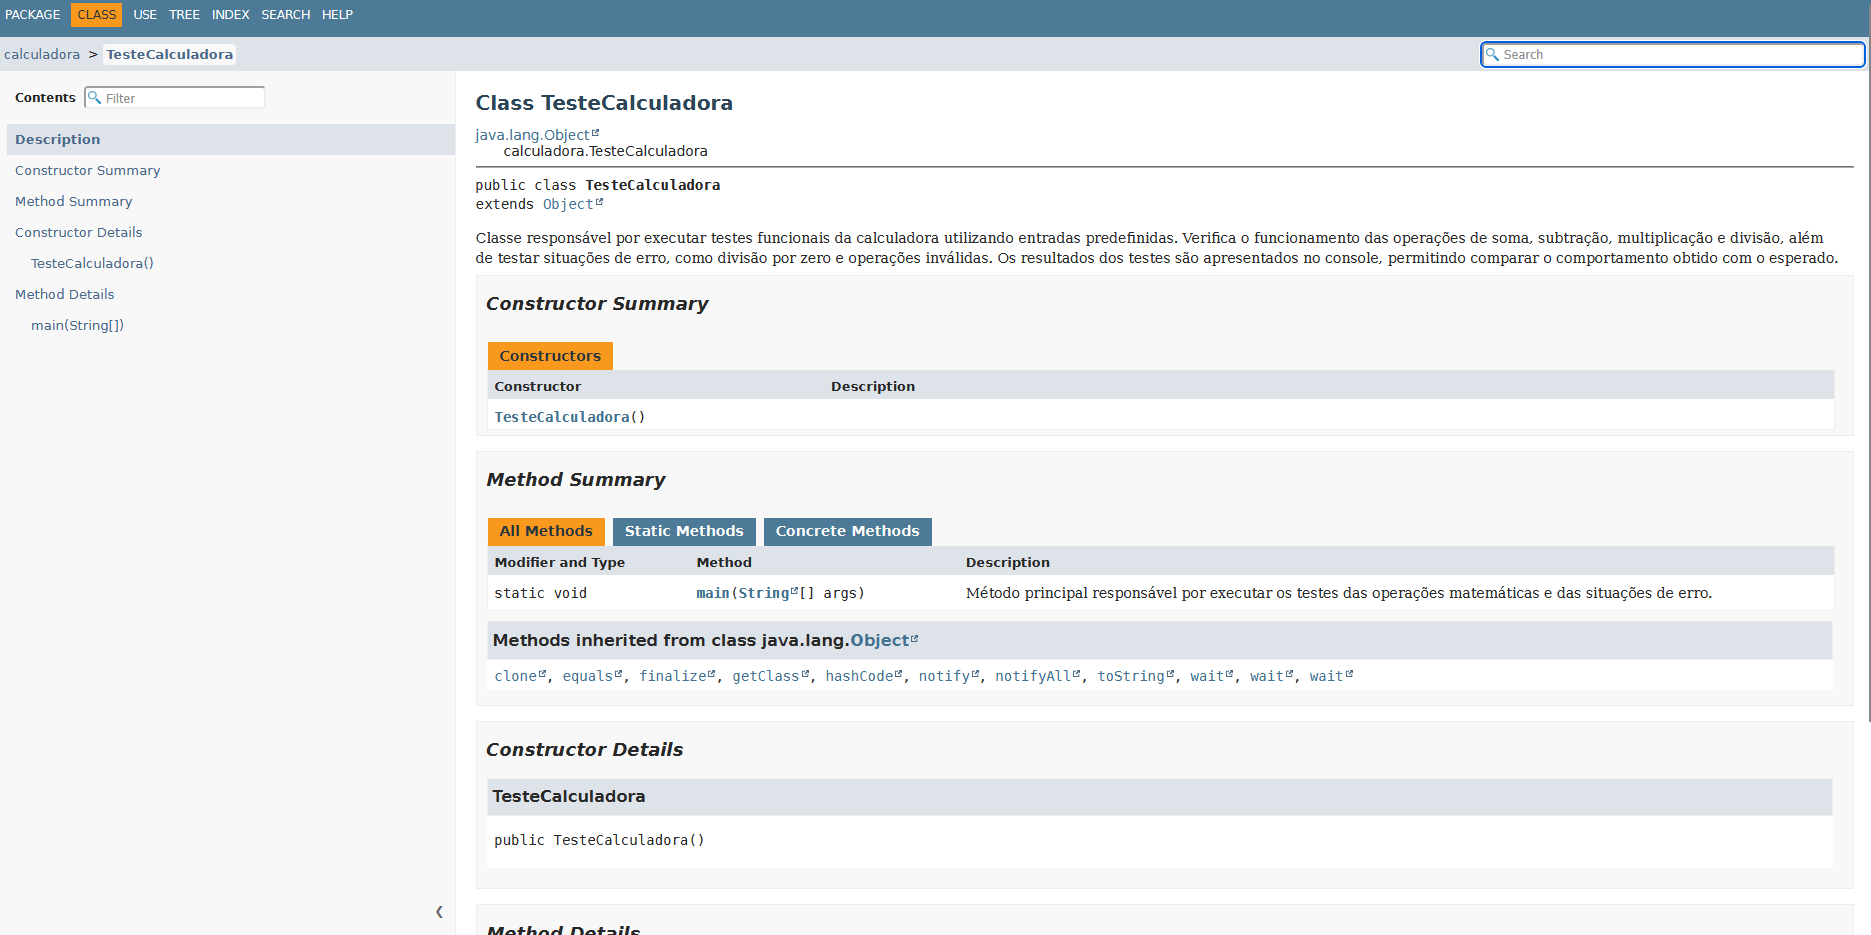 PACKAGE CLASS USE TREE INDEX SEARCH HELP
calculadora > TesteCalculadora
Search
Contents
Filter
Description
Constructor Summary
Method Summary
Constructor Details
TesteCalculadora()
Method Details
main(String[])
Class TesteCalculadora
java.lang.Object
calculadora.TesteCalculadora
public class TesteCalculadora
extends Object
Classe responsável por executar testes funcionais da calculadora utilizando entradas predefinidas. Verifica o funcionamento das operações de soma, subtração, multiplicação e divisão, além
de testar situações de erro, como divisão por zero e operações inválidas. Os resultados dos testes são apresentados no console, permitindo comparar o comportamento obtido com o esperado.
Constructor Summary
Constructors
Constructor Description
TesteCalculadora()
Method Summary
All Methods Static Methods Concrete Methods
Modifier and Type Method Description
static void main(String[] args) Método principal responsável por executar os testes das operações matemáticas e das situações de erro.
Methods inherited from class java.lang.Object
clone, equals, finalize, getClass, hashCode, notify, notifyAll, toString, wait, wait, wait
Constructor Details
TesteCalculadora
public TesteCalculadora()
Method Details